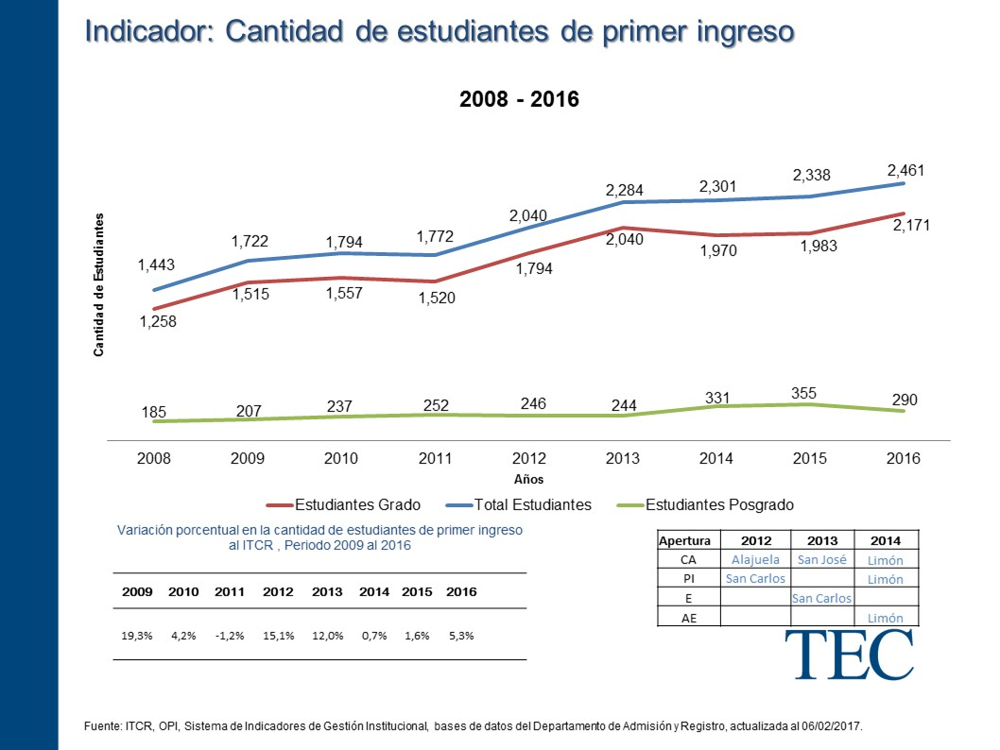 Indicador: Cantidad de estudiantes de primer ingreso
2008 - 2016
Cantidad de Estudiantes
1,443 1,722 1,794 1,772 2,040 2,284 2,301 2,338 2,461
1,258 1,515 1,557 1,520 1,794 2,040 1,970 1,983 2,171
185 207 237 252 246 244 331 355 290
2008 2009 2010 2011 2012 2013 2014 2015 2016
Años
Estudiantes Grado Total Estudiantes Estudiantes Posgrado
Variación porcentual en la cantidad de estudiantes de primer ingreso
al ITCR , Periodo 2009 al 2016
2009 2010 2011 2012 2013 2014 2015 2016
19,3% 4,2% -1,2% 15,1% 12,0% 0,7% 1,6% 5,3%
Apertura 2012 2013 2014
CA Alajuela San José Limón
PI San Carlos Limón
E San Carlos
AE Limón
TEC
Fuente: ITCR, OPI, Sistema de Indicadores de Gestión Institucional, bases de datos del Departamento de Admisión y Registro, actualizada al 06/02/2017.